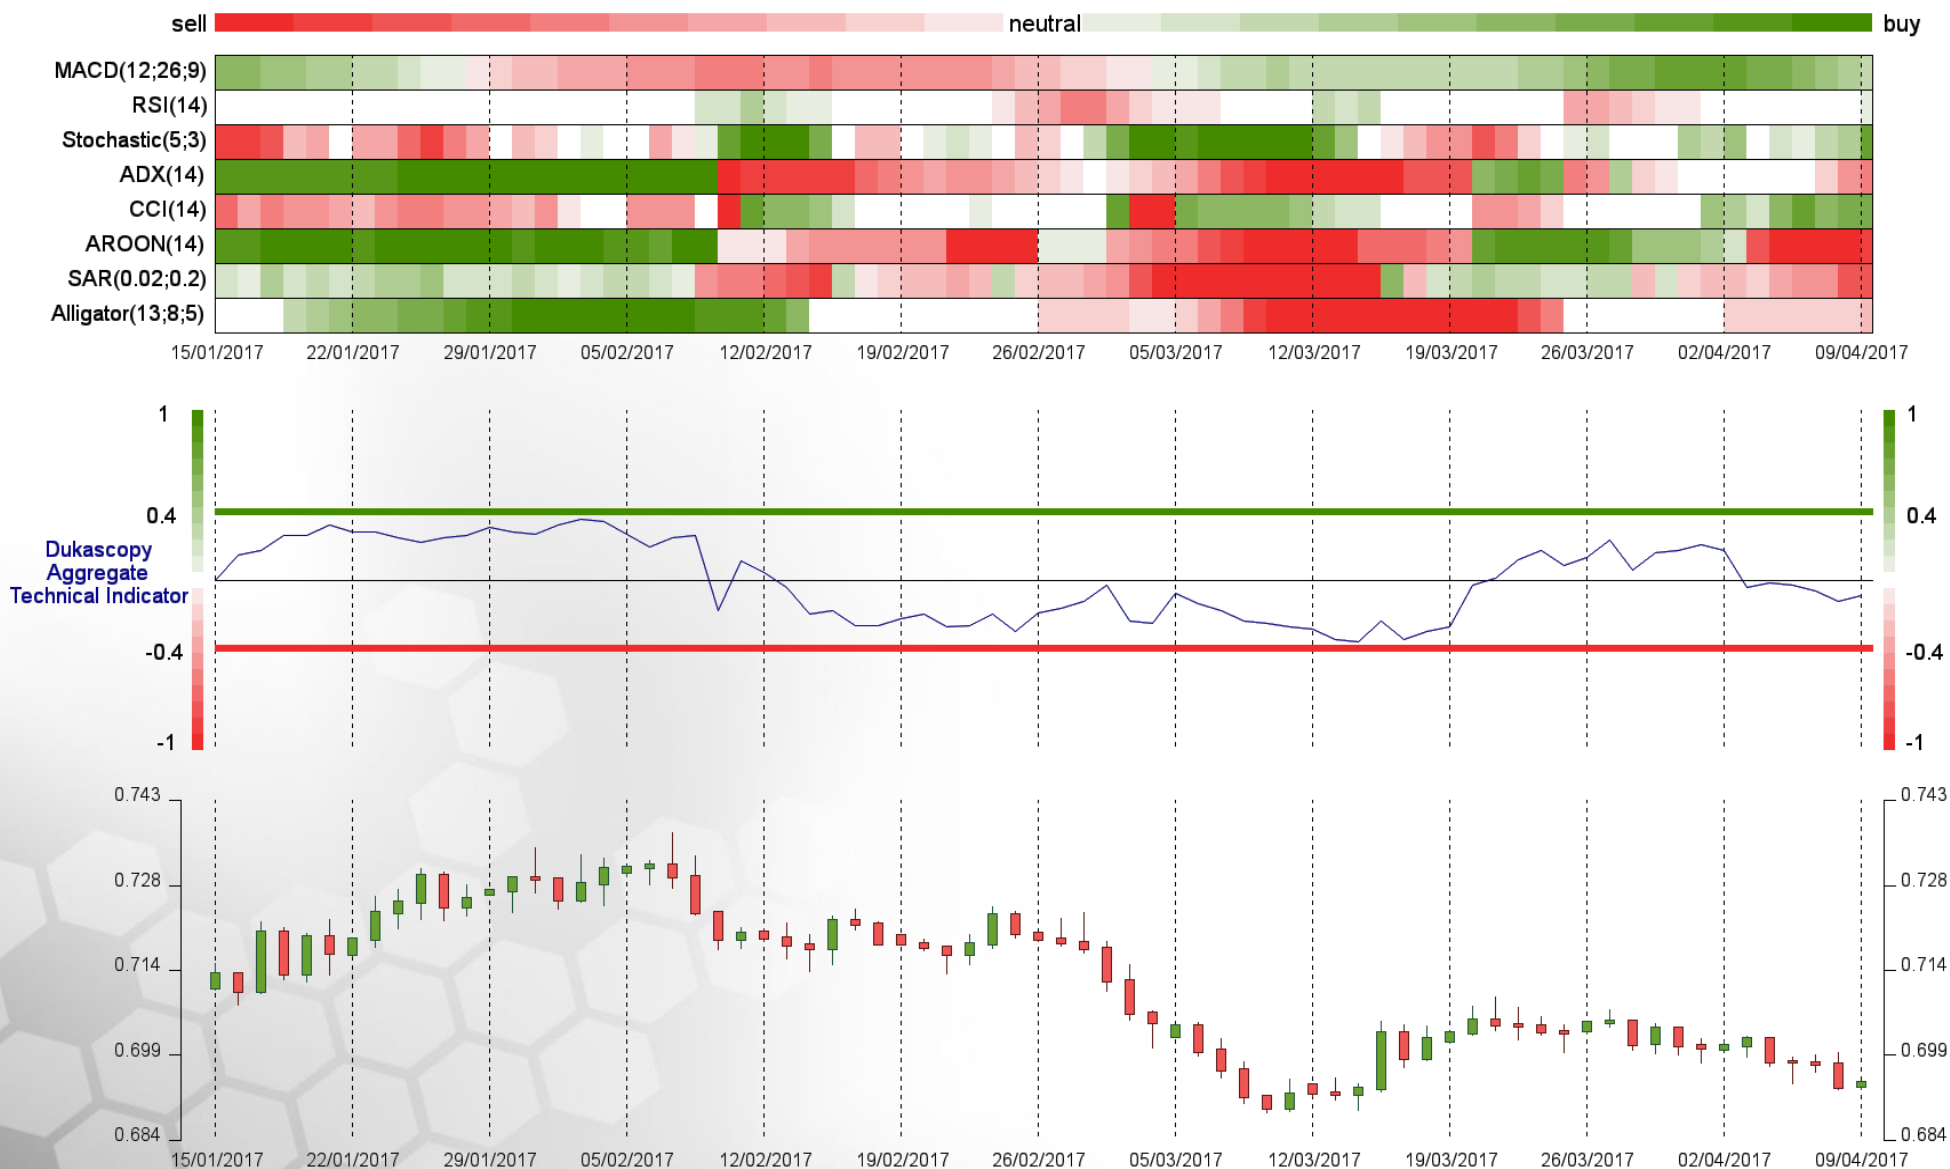 sell neutral buy
MACD(12;26;9)
RSI(14)
Stochastic(5;3)
ADX(14)
CCI(14)
AROON(14)
SAR(0.02;0.2)
Alligator(13;8;5)
15/01/2017 22/01/2017 29/01/2017 05/02/2017 12/02/2017 19/02/2017 26/02/2017 05/03/2017 12/03/2017 19/03/2017 26/03/2017 02/04/2017 09/04/2017
1 1
0.4 0.4
Dukascopy
Aggregate
Technical Indicator
-0.4 -0.4
-1 -1
0.743 0.743
0.728 0.728
0.714 0.714
0.699 0.699
0.684 0.684
15/01/2017 22/01/2017 29/01/2017 05/02/2017 12/02/2017 19/02/2017 26/02/2017 05/03/2017 12/03/2017 19/03/2017 26/03/2017 02/04/2017 09/04/2017